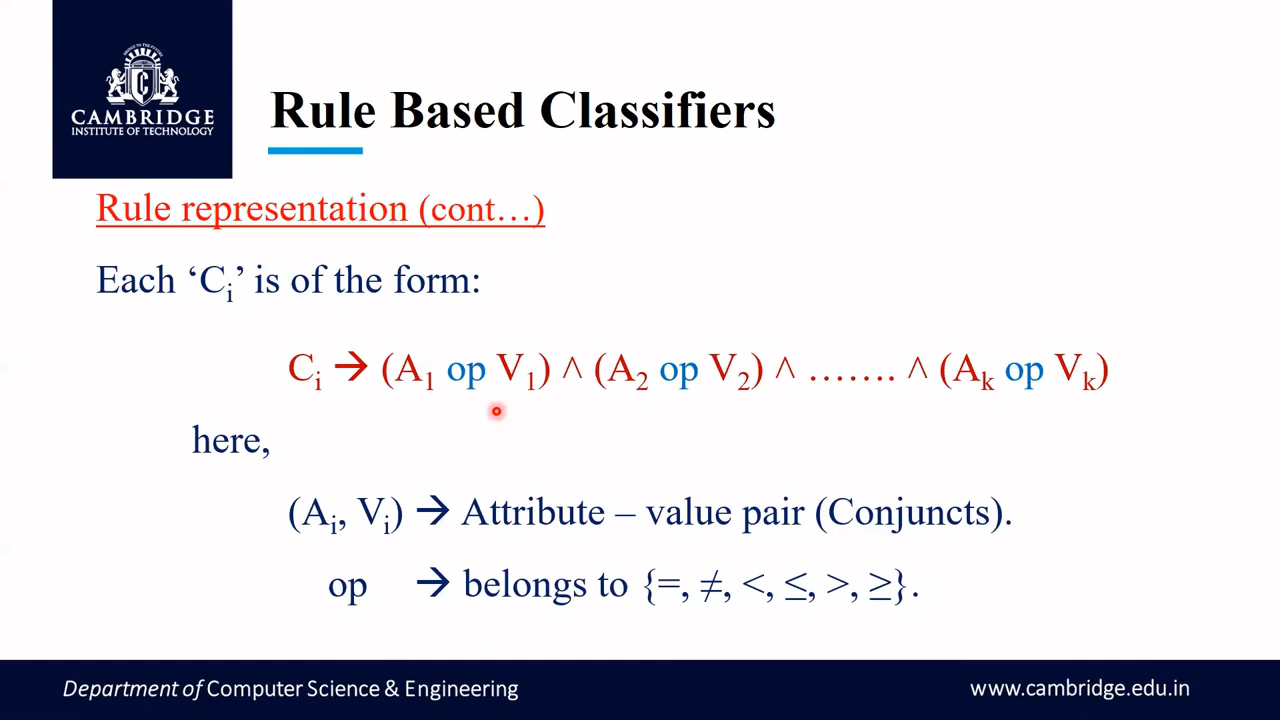 CAMBRIDGE
INSTITUTE OF TECHNOLOGY
Rule Based Classifiers
Rule representation (cont…)
Each ‘Ci’ is of the form:
Ci → (A1 op V1) ^ (A2 op V2) ^ ……. ^ (Ak op Vk)
here,
(Ai, Vi) → Attribute – value pair (Conjuncts).
op → belongs to {=, ≠, <, ≤, >, ≥}.
Department of Computer Science & Engineering
www.cambridge.edu.in